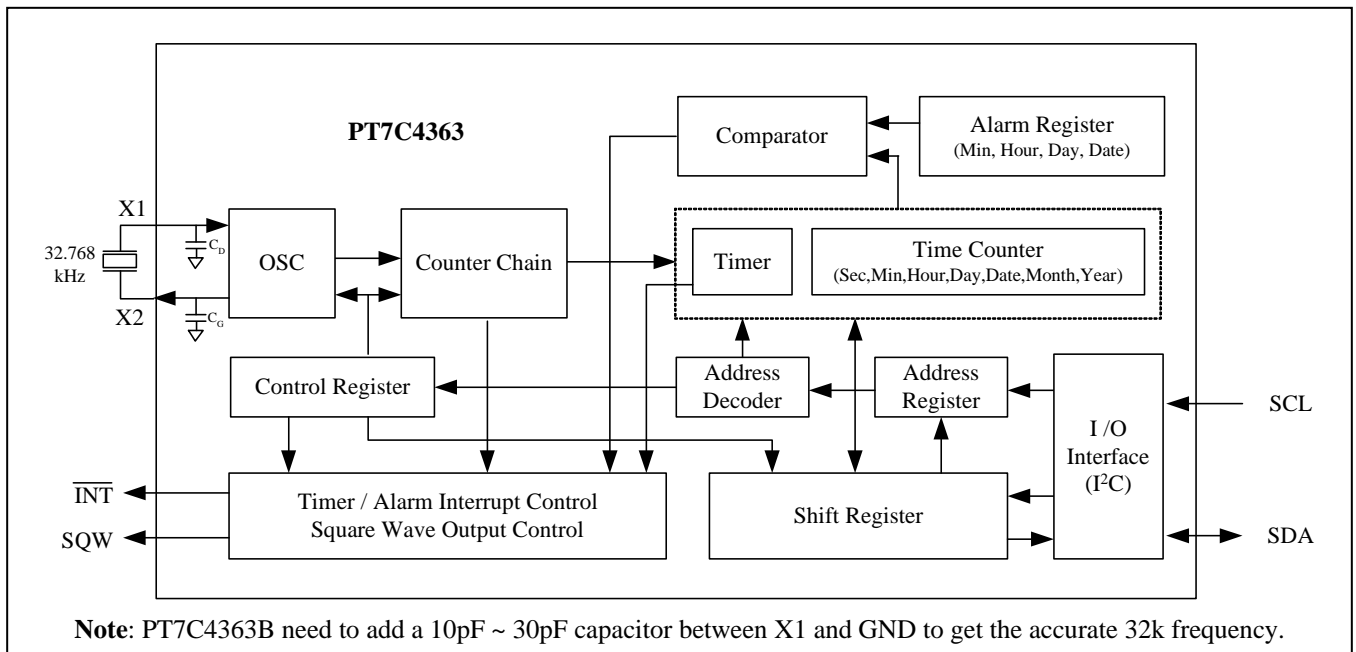 PT7C4363
Comparator
Alarm Register
(Min, Hour, Day, Date)
X1
32.768
kHz
X2
C_D
C_G
OSC
Counter Chain
Timer
Time Counter
(Sec,Min,Hour,Day,Date,Month,Year)
Control Register
Address
Decoder
Address
Register
I /O
Interface
(I²C)
SCL
SDA
INT
SQW
Timer / Alarm Interrupt Control
Square Wave Output Control
Shift Register
Note: PT7C4363B need to add a 10pF ~ 30pF capacitor between X1 and GND to get the accurate 32k frequency.